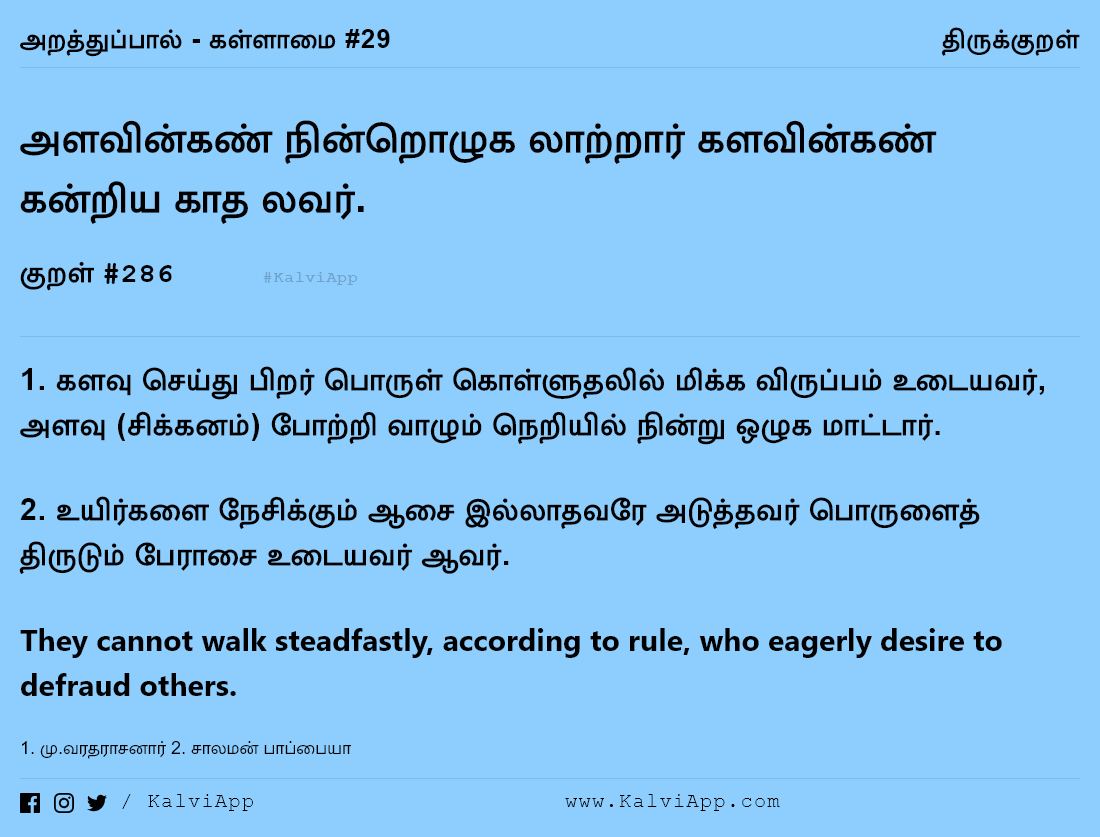 அறத்துப்பால் - கள்ளாமை #29 திருக்குறள்
அளவின்கண் நின்றொழுக லாற்றார் களவின்கண்
கன்றிய காத லவர்.
குறள் #286 #KalviApp
1. களவு செய்து பிறர் பொருள் கொள்ளுதலில் மிக்க விருப்பம் உடையவர்,
அளவு (சிக்கனம்) போற்றி வாழும் நெறியில் நின்று ஒழுக மாட்டார்.
2. உயிர்களை நேசிக்கும் ஆசை இல்லாதவரே அடுத்தவர் பொருளைத்
திருடும் பேராசை உடையவர் ஆவர்.
They cannot walk steadfastly, according to rule, who eagerly desire to
defraud others.
1. மு.வரதராசனார் 2. சாலமன் பாப்பையா
/ KalviApp www.KalviApp.com